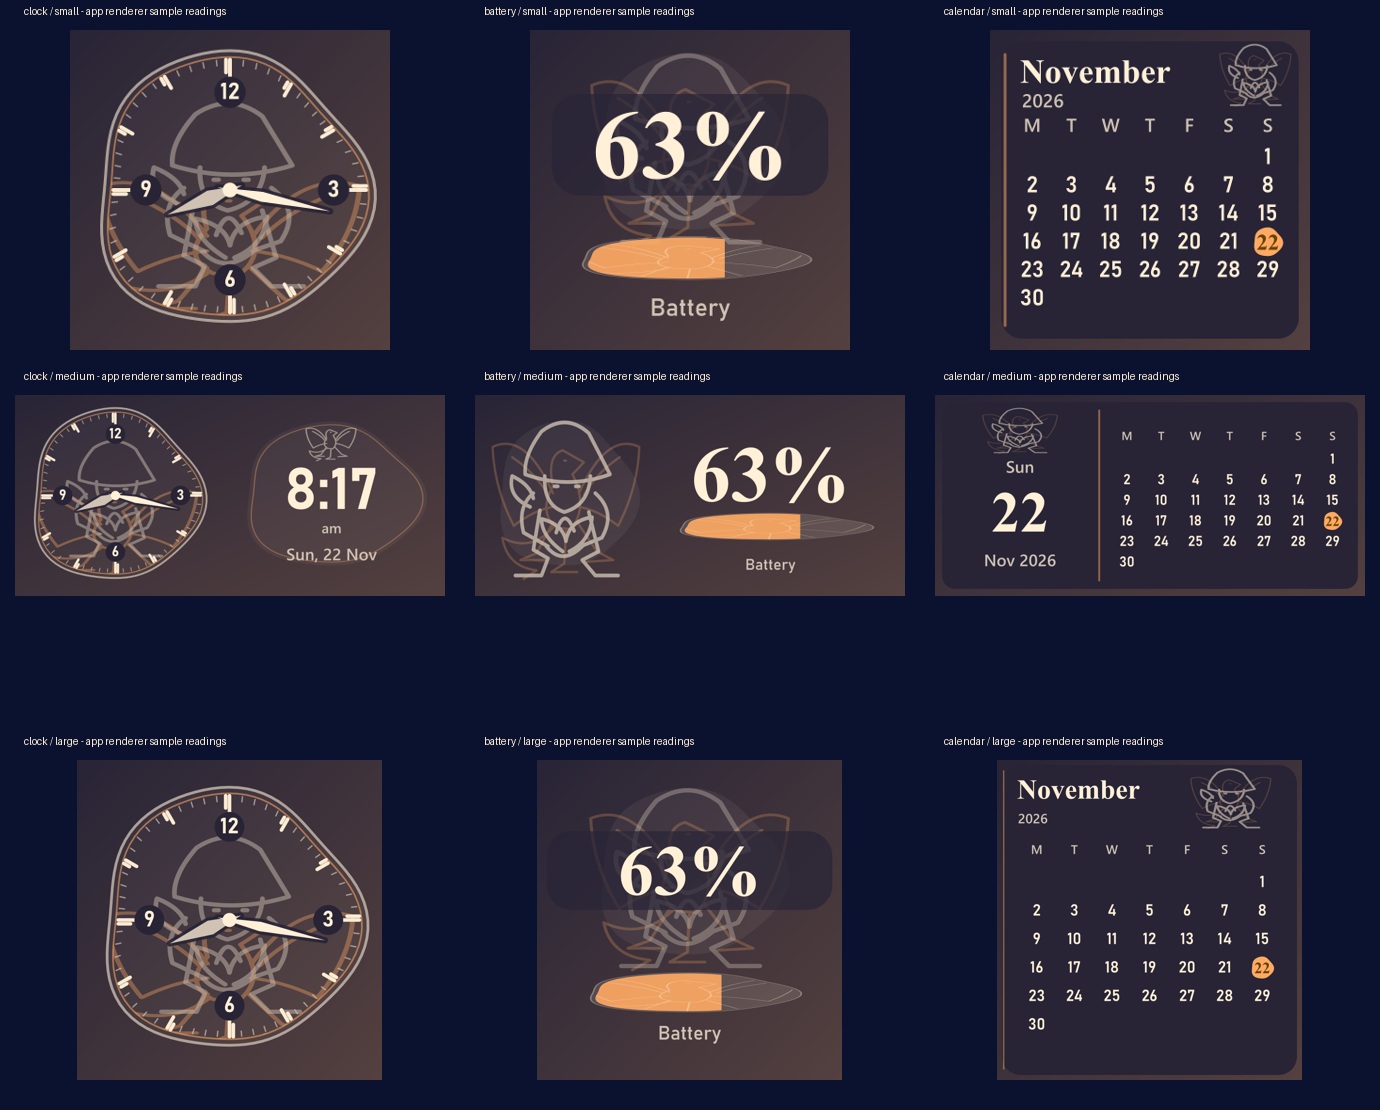 clock / small - app renderer sample readings
12
9
3
6
battery / small - app renderer sample readings
63%
Battery
calendar / small - app renderer sample readings
November
2026
M T W T F S S
1
2 3 4 5 6 7 8
9 10 11 12 13 14 15
16 17 18 19 20 21 22
23 24 25 26 27 28 29
30
clock / medium - app renderer sample readings
12
9
3
6
8:17
am
Sun, 22 Nov
battery / medium - app renderer sample readings
63%
Battery
calendar / medium - app renderer sample readings
Sun
22
Nov 2026
M T W T F S S
1
2 3 4 5 6 7 8
9 10 11 12 13 14 15
16 17 18 19 20 21 22
23 24 25 26 27 28 29
30
clock / large - app renderer sample readings
12
9
3
6
battery / large - app renderer sample readings
63%
Battery
calendar / large - app renderer sample readings
November
2026
M T W T F S S
1
2 3 4 5 6 7 8
9 10 11 12 13 14 15
16 17 18 19 20 21 22
23 24 25 26 27 28 29
30